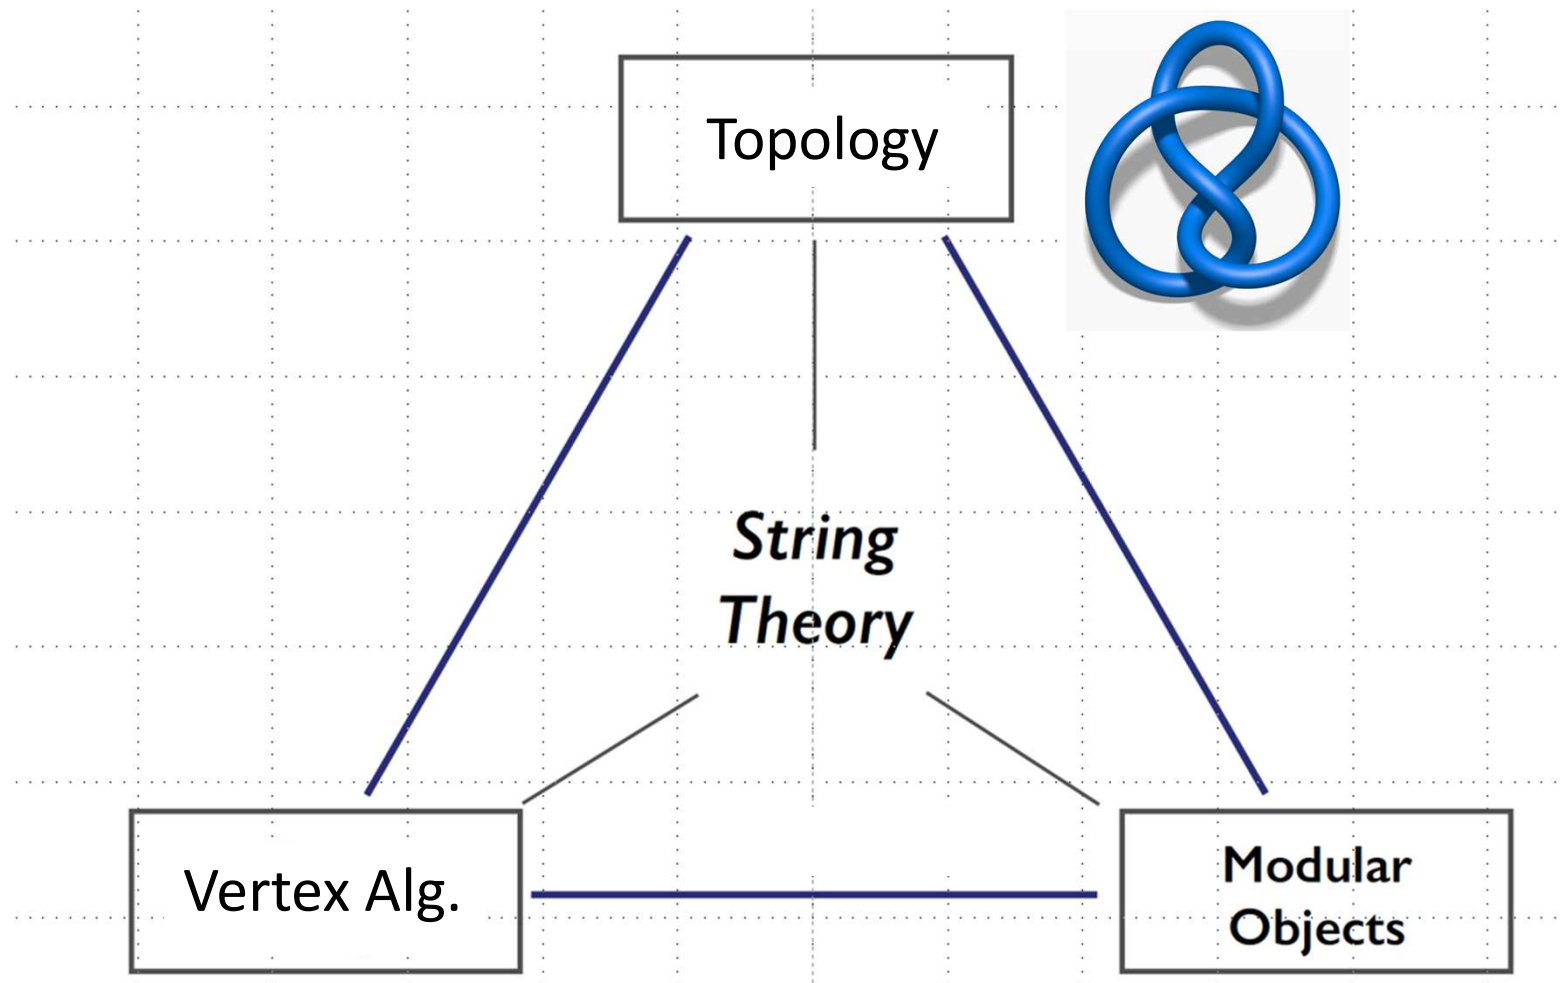 Topology
String
Theory
Vertex Alg.
Modular
Objects